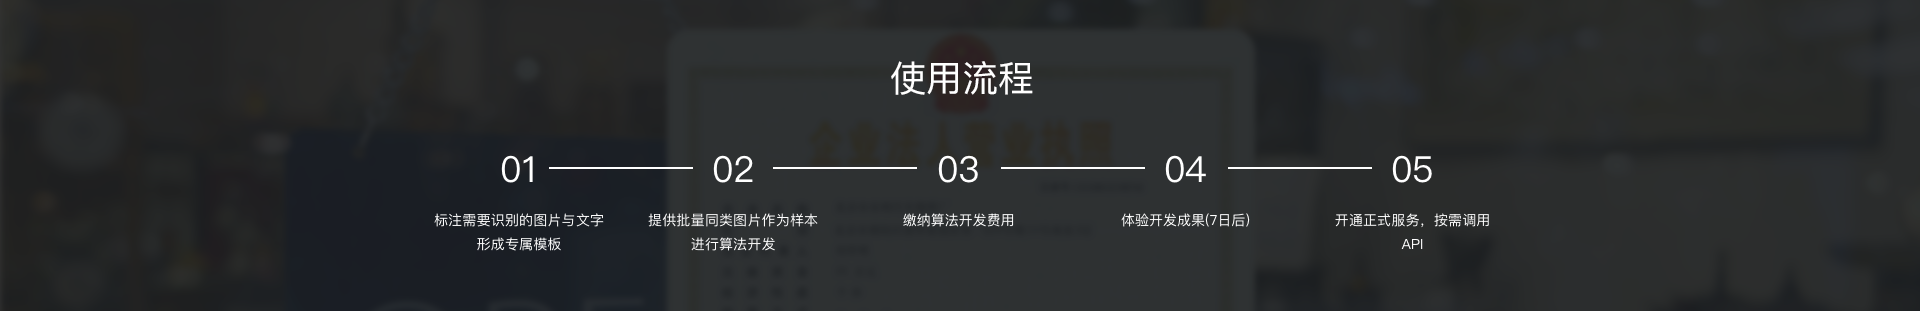 使用流程
01
02
03
04
05
标注需要识别的图片与文字
形成专属模板
提供批量同类图片作为样本
进行算法开发
缴纳算法开发费用
体验开发成果(7日后)
开通正式服务，按需调用
API